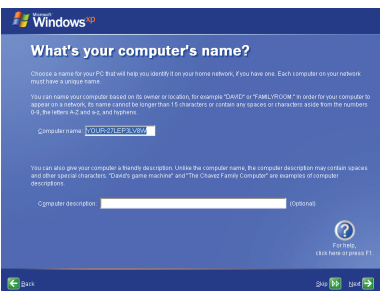 Microsoft
Windows xp
What's your computer's name?
Choose a name for your PC that will help you identify it on your home network, if you have one. Each computer on your network
must have a unique name.
You can name your computer based on its owner or location, for example "DAVID" or "FAMILYROOM." In order for your computer to
appear on a network, its name cannot be longer than 15 characters or contain any spaces or characters aside from the numbers
0-9, the letters A-Z and a-z, and hyphens.
Computer name: YOUR-27LEP3LV8W
You can also give your computer a friendly description. Unlike the computer name, the computer description may contain spaces
and other special characters. "David's game machine" and "The Chavez Family Computer" are examples of computer
descriptions.
Computer description: (Optional)
?
For help,
click here or press F1.
Back Skip Next